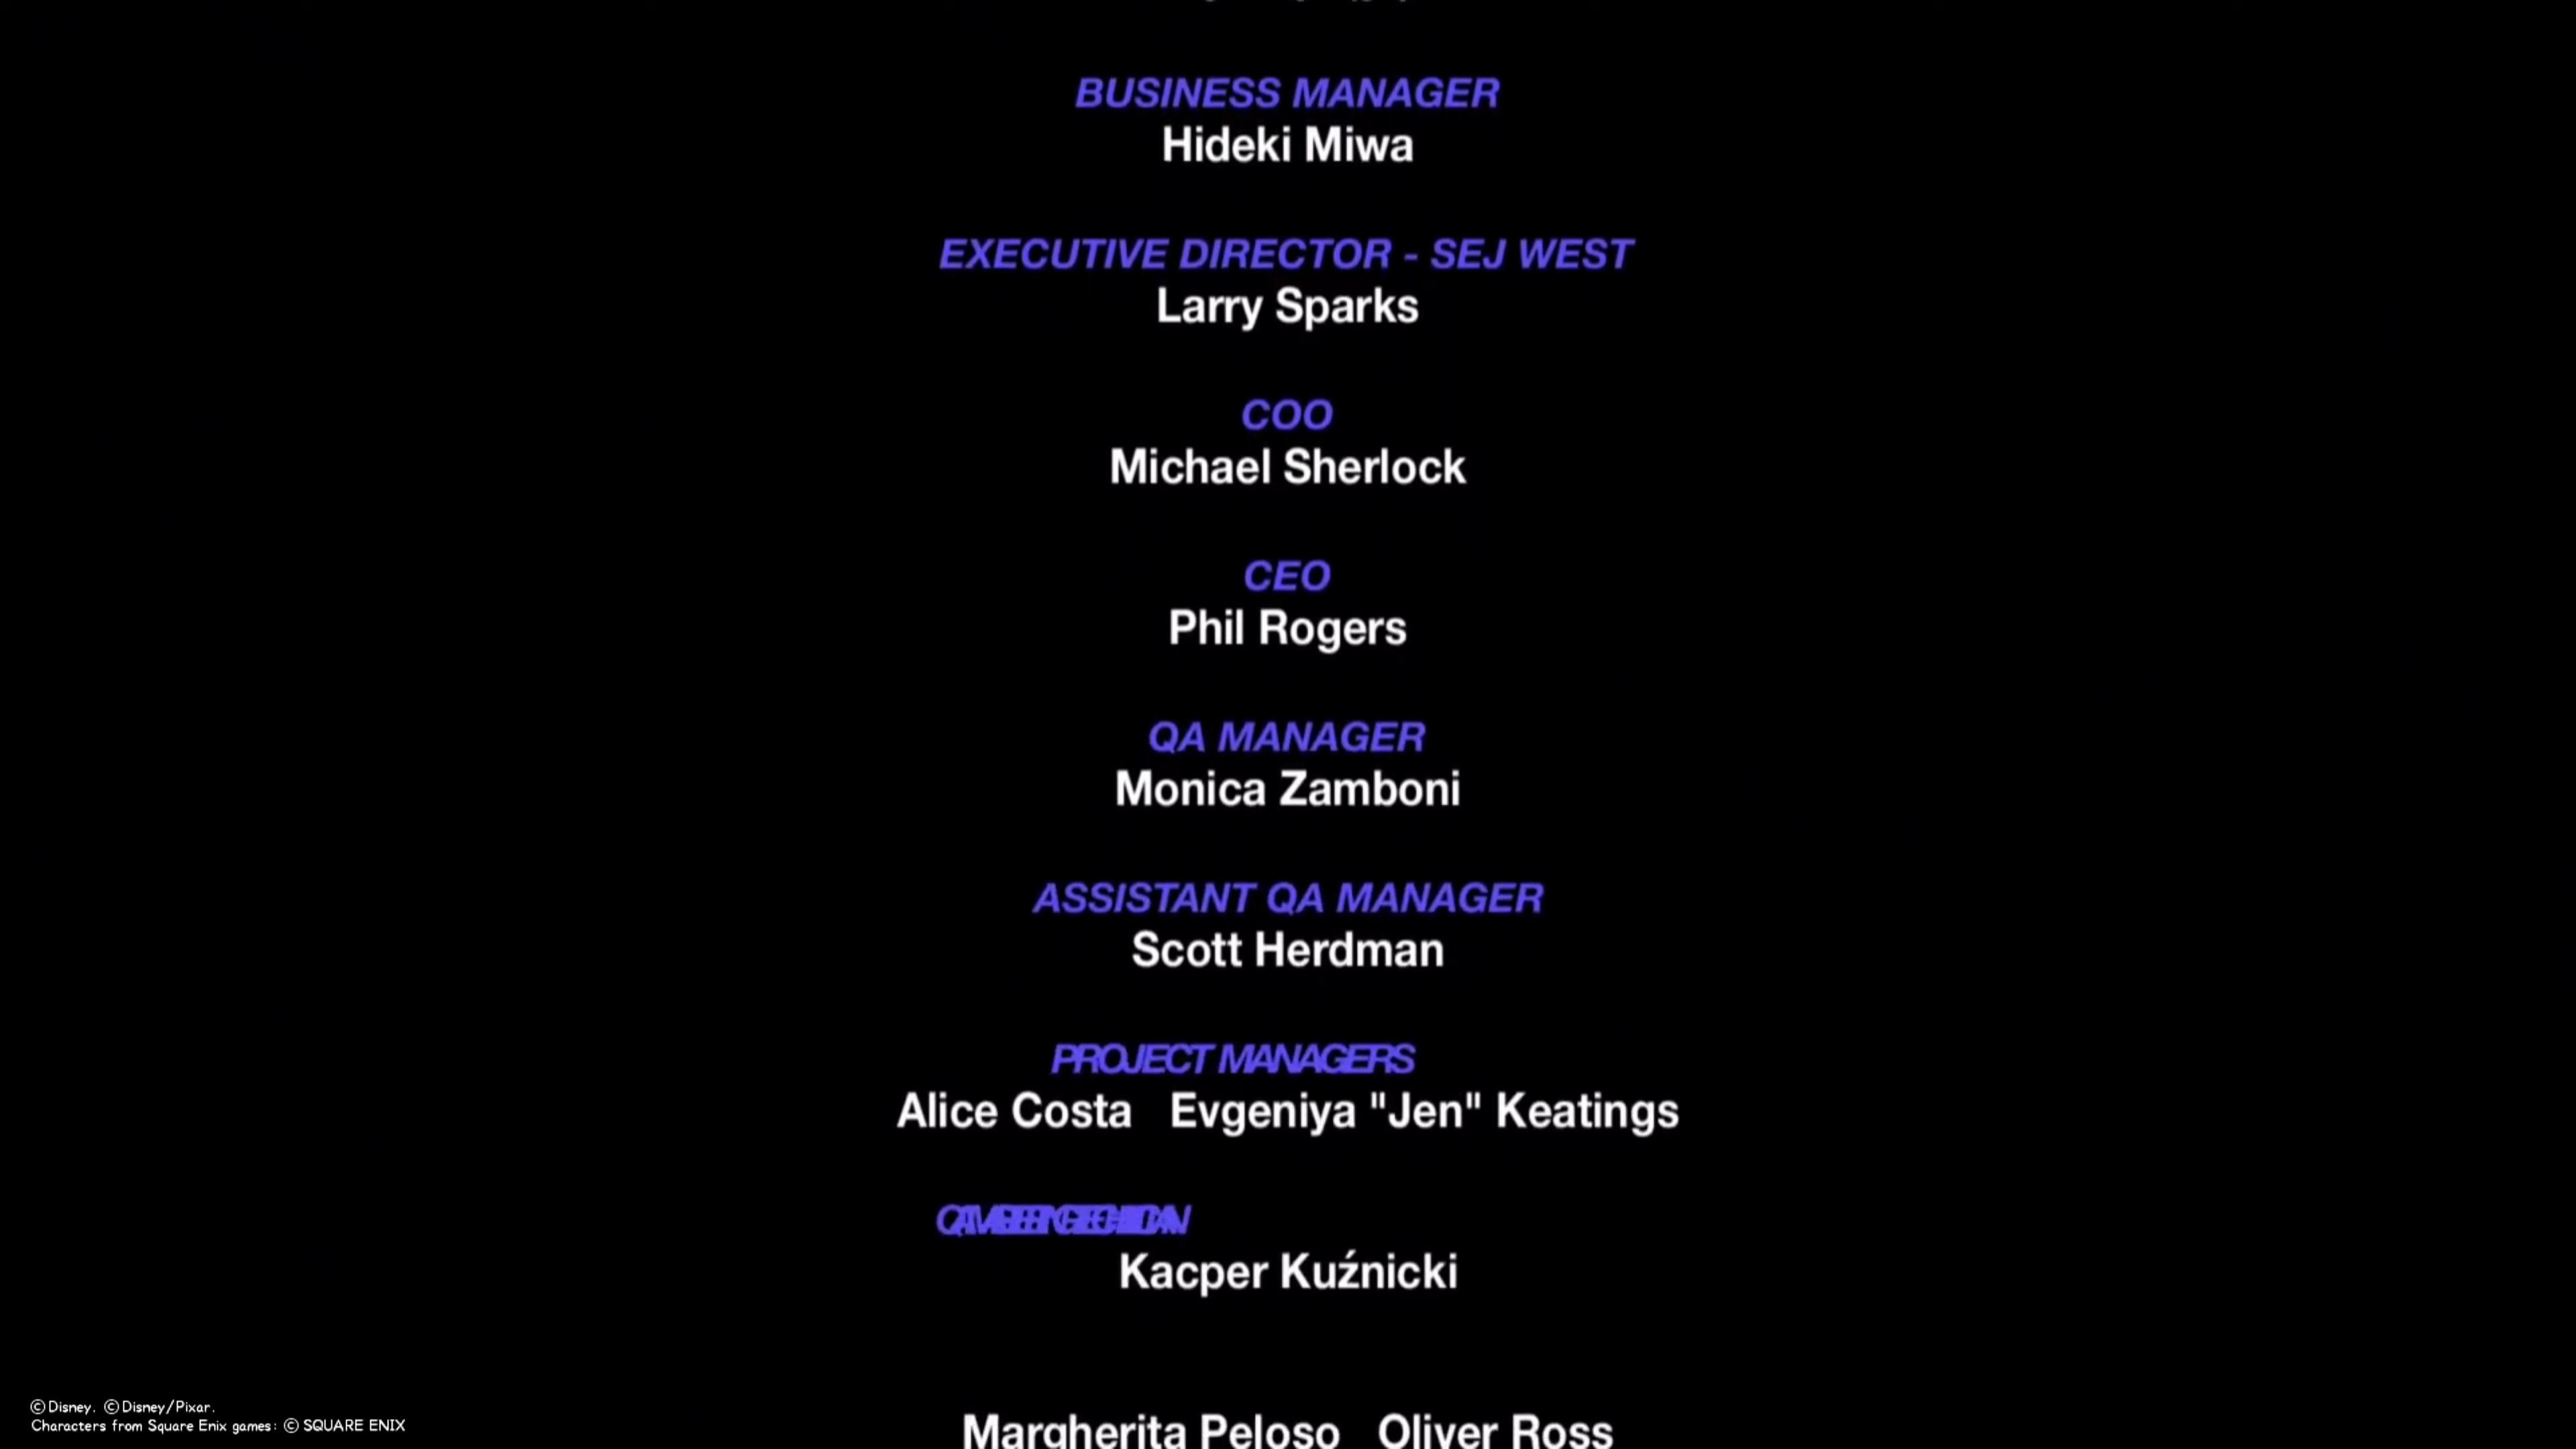 BUSINESS MANAGER
Hideki Miwa
EXECUTIVE DIRECTOR - SEJ WEST
Larry Sparks
COO
Michael Sherlock
CEO
Phil Rogers
QA MANAGER
Monica Zamboni
ASSISTANT QA MANAGER
Scott Herdman
PROJECT MANAGERS
Alice Costa Evgeniya "Jen" Keatings
Kacper Kuźnicki
Margherita Peloso Oliver Ross
©Disney. ©Disney/Pixar.
Characters from Square Enix games: © SQUARE ENIX